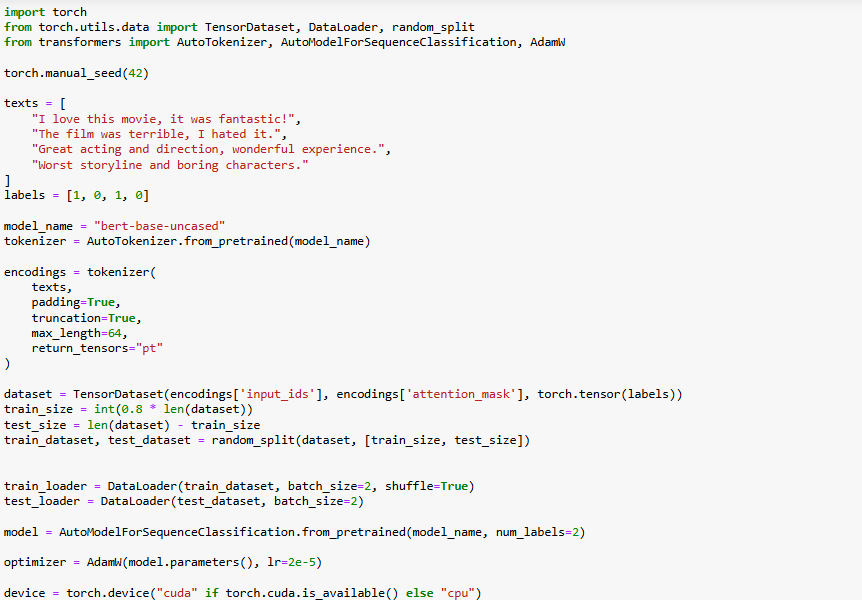 import torch
from torch.utils.data import TensorDataset, DataLoader, random_split
from transformers import AutoTokenizer, AutoModelForSequenceClassification, AdamW

torch.manual_seed(42)

texts = [
    "I love this movie, it was fantastic!",
    "The film was terrible, I hated it.",
    "Great acting and direction, wonderful experience.",
    "Worst storyline and boring characters."
]
labels = [1, 0, 1, 0]

model_name = "bert-base-uncased"
tokenizer = AutoTokenizer.from_pretrained(model_name)

encodings = tokenizer(
    texts,
    padding=True,
    truncation=True,
    max_length=64,
    return_tensors="pt"
)

dataset = TensorDataset(encodings['input_ids'], encodings['attention_mask'], torch.tensor(labels))
train_size = int(0.8 * len(dataset))
test_size = len(dataset) - train_size
train_dataset, test_dataset = random_split(dataset, [train_size, test_size])


train_loader = DataLoader(train_dataset, batch_size=2, shuffle=True)
test_loader = DataLoader(test_dataset, batch_size=2)

model = AutoModelForSequenceClassification.from_pretrained(model_name, num_labels=2)

optimizer = AdamW(model.parameters(), lr=2e-5)

device = torch.device("cuda" if torch.cuda.is_available() else "cpu")